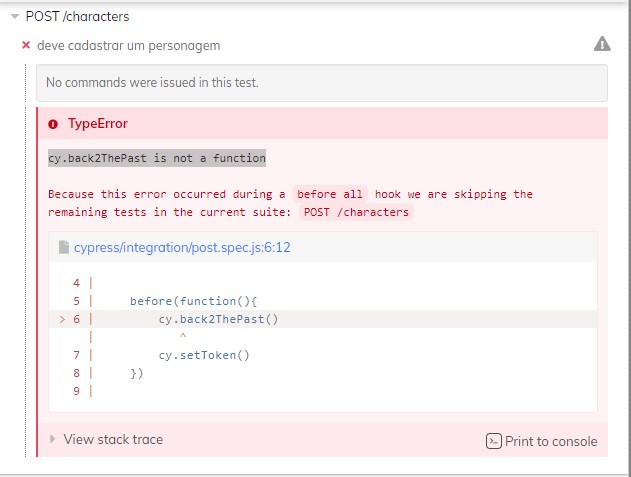 POST /characters
deve cadastrar um personagem
No commands were issued in this test.
TypeError
cy.back2ThePast is not a function
Because this error occurred during a before all hook we are skipping the
remaining tests in the current suite: POST /characters
cypress/integration/post.spec.js:6:12
4 |
5 |     before(function(){
> 6 |         cy.back2ThePast()
|            ^
7 |         cy.setToken()
8 |     })
9 |
View stack trace
Print to console